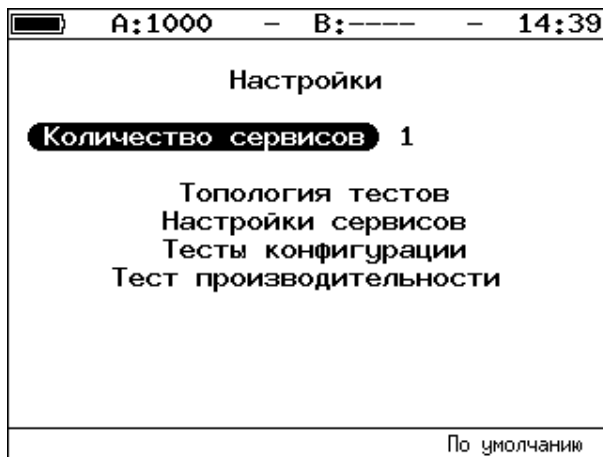 A:1000 – B:---- – 14:39
Настройки
Количество сервисов 1
Топология тестов
Настройки сервисов
Тесты конфигурации
Тест производительности
По умолчанию